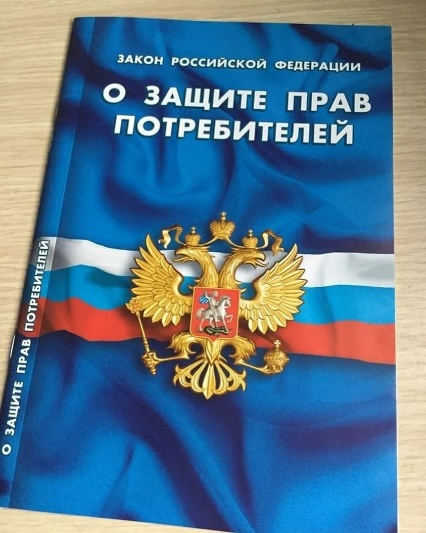 ЗАКОН РОССИЙСКОЙ ФЕДЕРАЦИИ
О ЗАЩИТЕ ПРАВ
ПОТРЕБИТЕЛЕЙ
О ЗАЩИТЕ ПРАВ ПОТРЕБИТЕЛЕЙ